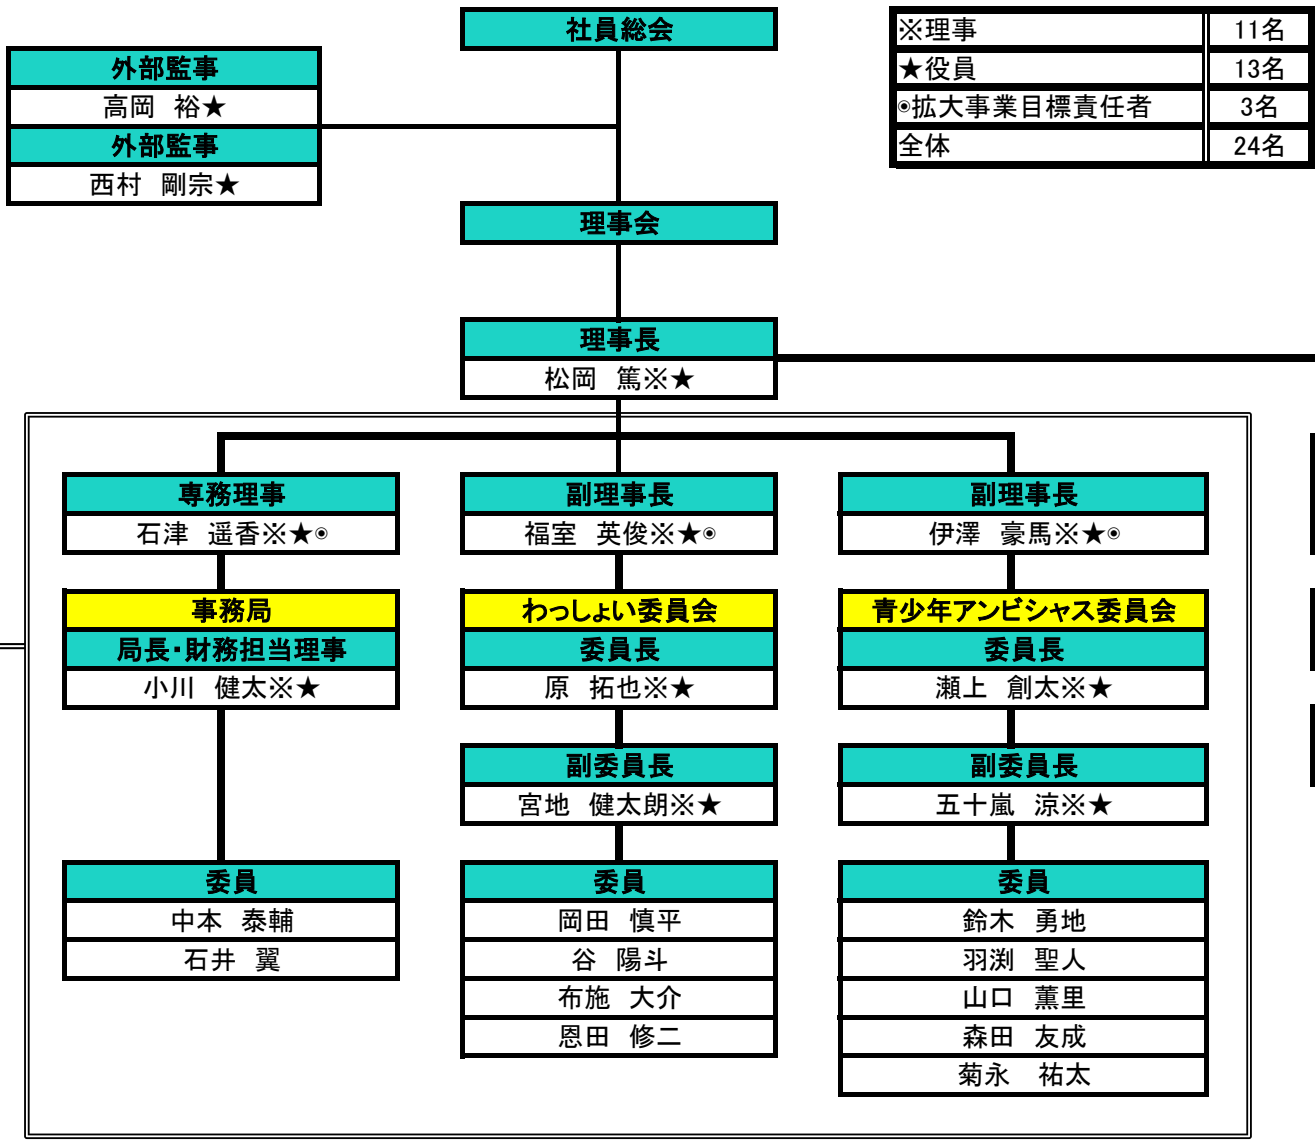 社員総会
※理事 11名
★役員 13名
◉拡大事業目標責任者 3名
全体 24名
外部監事
高岡 裕★
外部監事
西村 剛宗★
理事会
理事長
松岡 篤※★
専務理事
石津 遥香※★◉
事務局
局長・財務担当理事
小川 健太※★
委員
中本 泰輔
石井 翼
副理事長
福室 英俊※★◉
わっしょい委員会
委員長
原 拓也※★
副委員長
宮地 健太朗※★
委員
岡田 慎平
谷 陽斗
布施 大介
恩田 修二
副理事長
伊澤 豪馬※★◉
青少年アンビシャス委員会
委員長
瀬上 創太※★
副委員長
五十嵐 涼※★
委員
鈴木 勇地
羽渕 聖人
山口 薫里
森田 友成
菊永 祐太